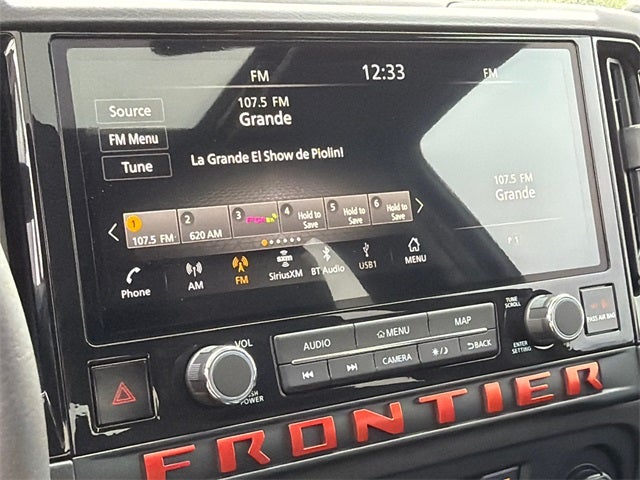 FM 12:33 FM
Source
107.5 FM
Grande
FM Menu
Tune
La Grande El Show de Piolin!
107.5 FM
Grande
1 2 3 4 5 6
107.5 FM 620 AM Hold to Save Hold to Save Hold to Save
P 1
Phone AM FM SiriusXM BT Audio USB1 MENU
VOL
PUSH POWER
AUDIO MENU MAP
CAMERA BACK
TUNE SCROLL
ENTER SETTING
PASS AIR BAG
FRONTIER